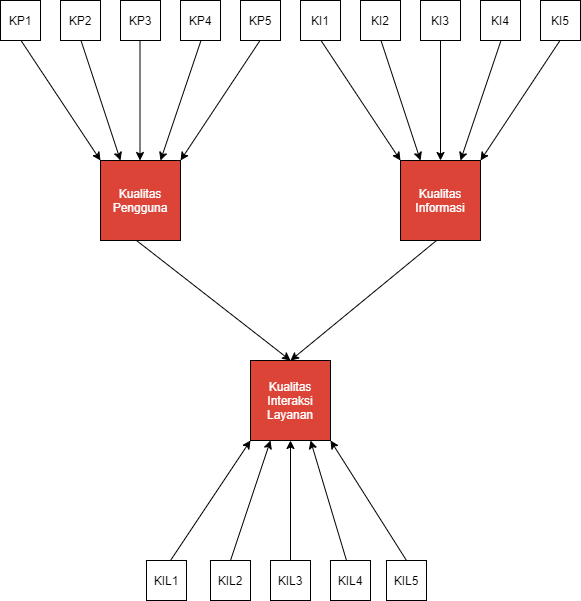 KP1
KP2
KP3
KP4
KP5
KI1
KI2
KI3
KI4
KI5
Kualitas
Pengguna
Kualitas
Informasi
Kualitas
Interaksi
Layanan
KIL1
KIL2
KIL3
KIL4
KIL5